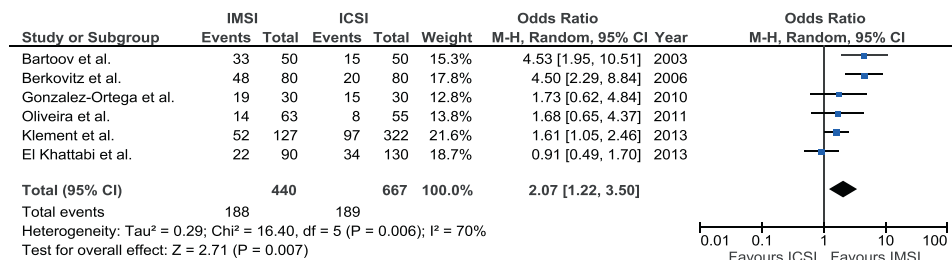 IMSI ICSI Odds Ratio Odds Ratio
Study or Subgroup Events Total Events Total Weight M-H, Random, 95% CI Year M-H, Random, 95% CI
Bartoov et al. 33 50 15 50 15.3% 4.53 [1.95, 10.51] 2003
Berkovitz et al. 48 80 20 80 17.8% 4.50 [2.29, 8.84] 2006
Gonzalez-Ortega et al. 19 30 15 30 12.8% 1.73 [0.62, 4.84] 2010
Oliveira et al. 14 63 8 55 13.8% 1.68 [0.65, 4.37] 2011
Klement et al. 52 127 97 322 21.6% 1.61 [1.05, 2.46] 2013
El Khattabi et al. 22 90 34 130 18.7% 0.91 [0.49, 1.70] 2013
Total (95% CI) 440 667 100.0% 2.07 [1.22, 3.50]
Total events 188 189
Heterogeneity: Tau² = 0.29; Chi² = 16.40, df = 5 (P = 0.006); I² = 70%
Test for overall effect: Z = 2.71 (P = 0.007)
0.01 0.1 1 10 100
Favours ICSI Favours IMSI